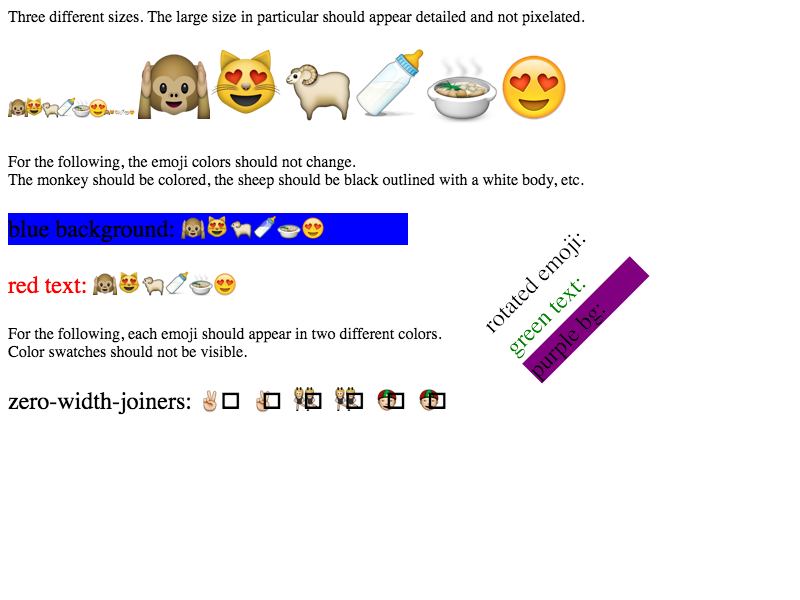 Three different sizes. The large size in particular should appear detailed and not pixelated.
🙉😻🐏🍼🍲😍🙉😻🐏🍼🍲😍🙉😻🐏🍼🍲😍
For the following, the emoji colors should not change.
The monkey should be colored, the sheep should be black outlined with a white body, etc.
blue background: 🙉😻🐏🍼🍲😍
red text: 🙉😻🐏🍼🍲😍
rotated emoji:
green text:
purple bg:
For the following, each emoji should appear in two different colors.
Color swatches should not be visible.
zero-width-joiners: